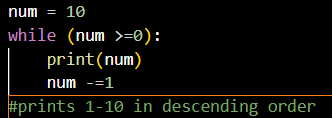 num = 10
while (num >=0):
    print(num)
    num -=1
#prints 1-10 in descending order